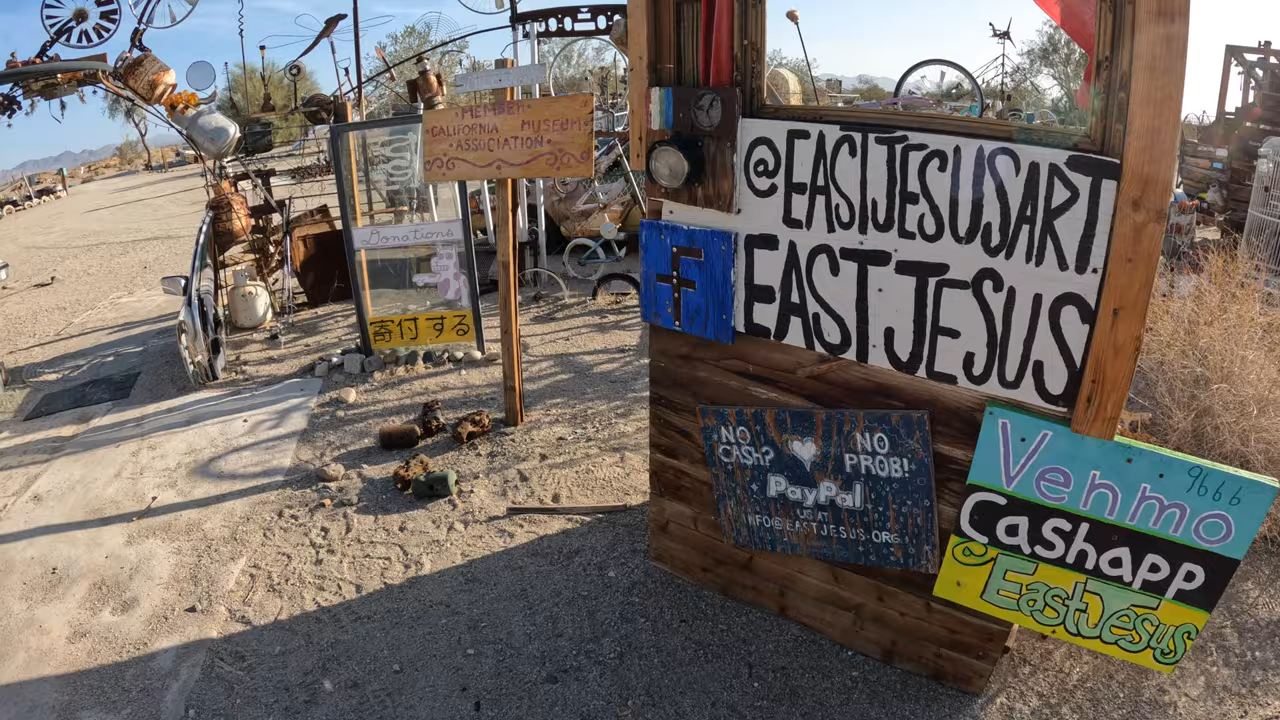 MEMBER
CALIFORNIA MUSEUM
ASSOCIATION
Donations
寄付する
@EASTJESUSART
f
EASTJESUS
NO CASH?
NO PROB!
PayPal
US AT
INFO@EASTJESUS.ORG
Venmo
9666
Cashapp
@EastJesus